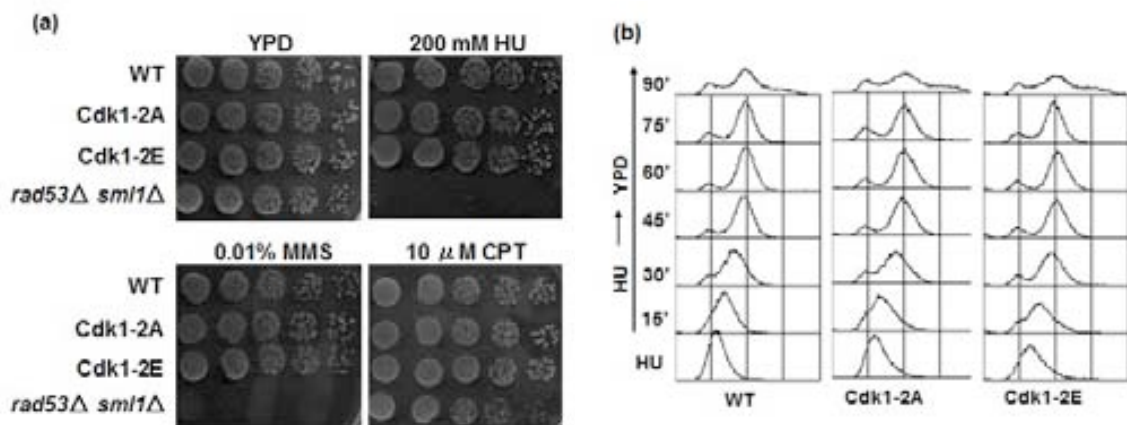 (a)
YPD
200 mM HU
WT
Cdk1-2A
Cdk1-2E
rad53Δ sml1Δ
0.01% MMS
10 μM CPT
WT
Cdk1-2A
Cdk1-2E
rad53Δ sml1Δ
(b)
90'
75'
60'
45'
30'
15'
HU
HU → YPD
WT
Cdk1-2A
Cdk1-2E